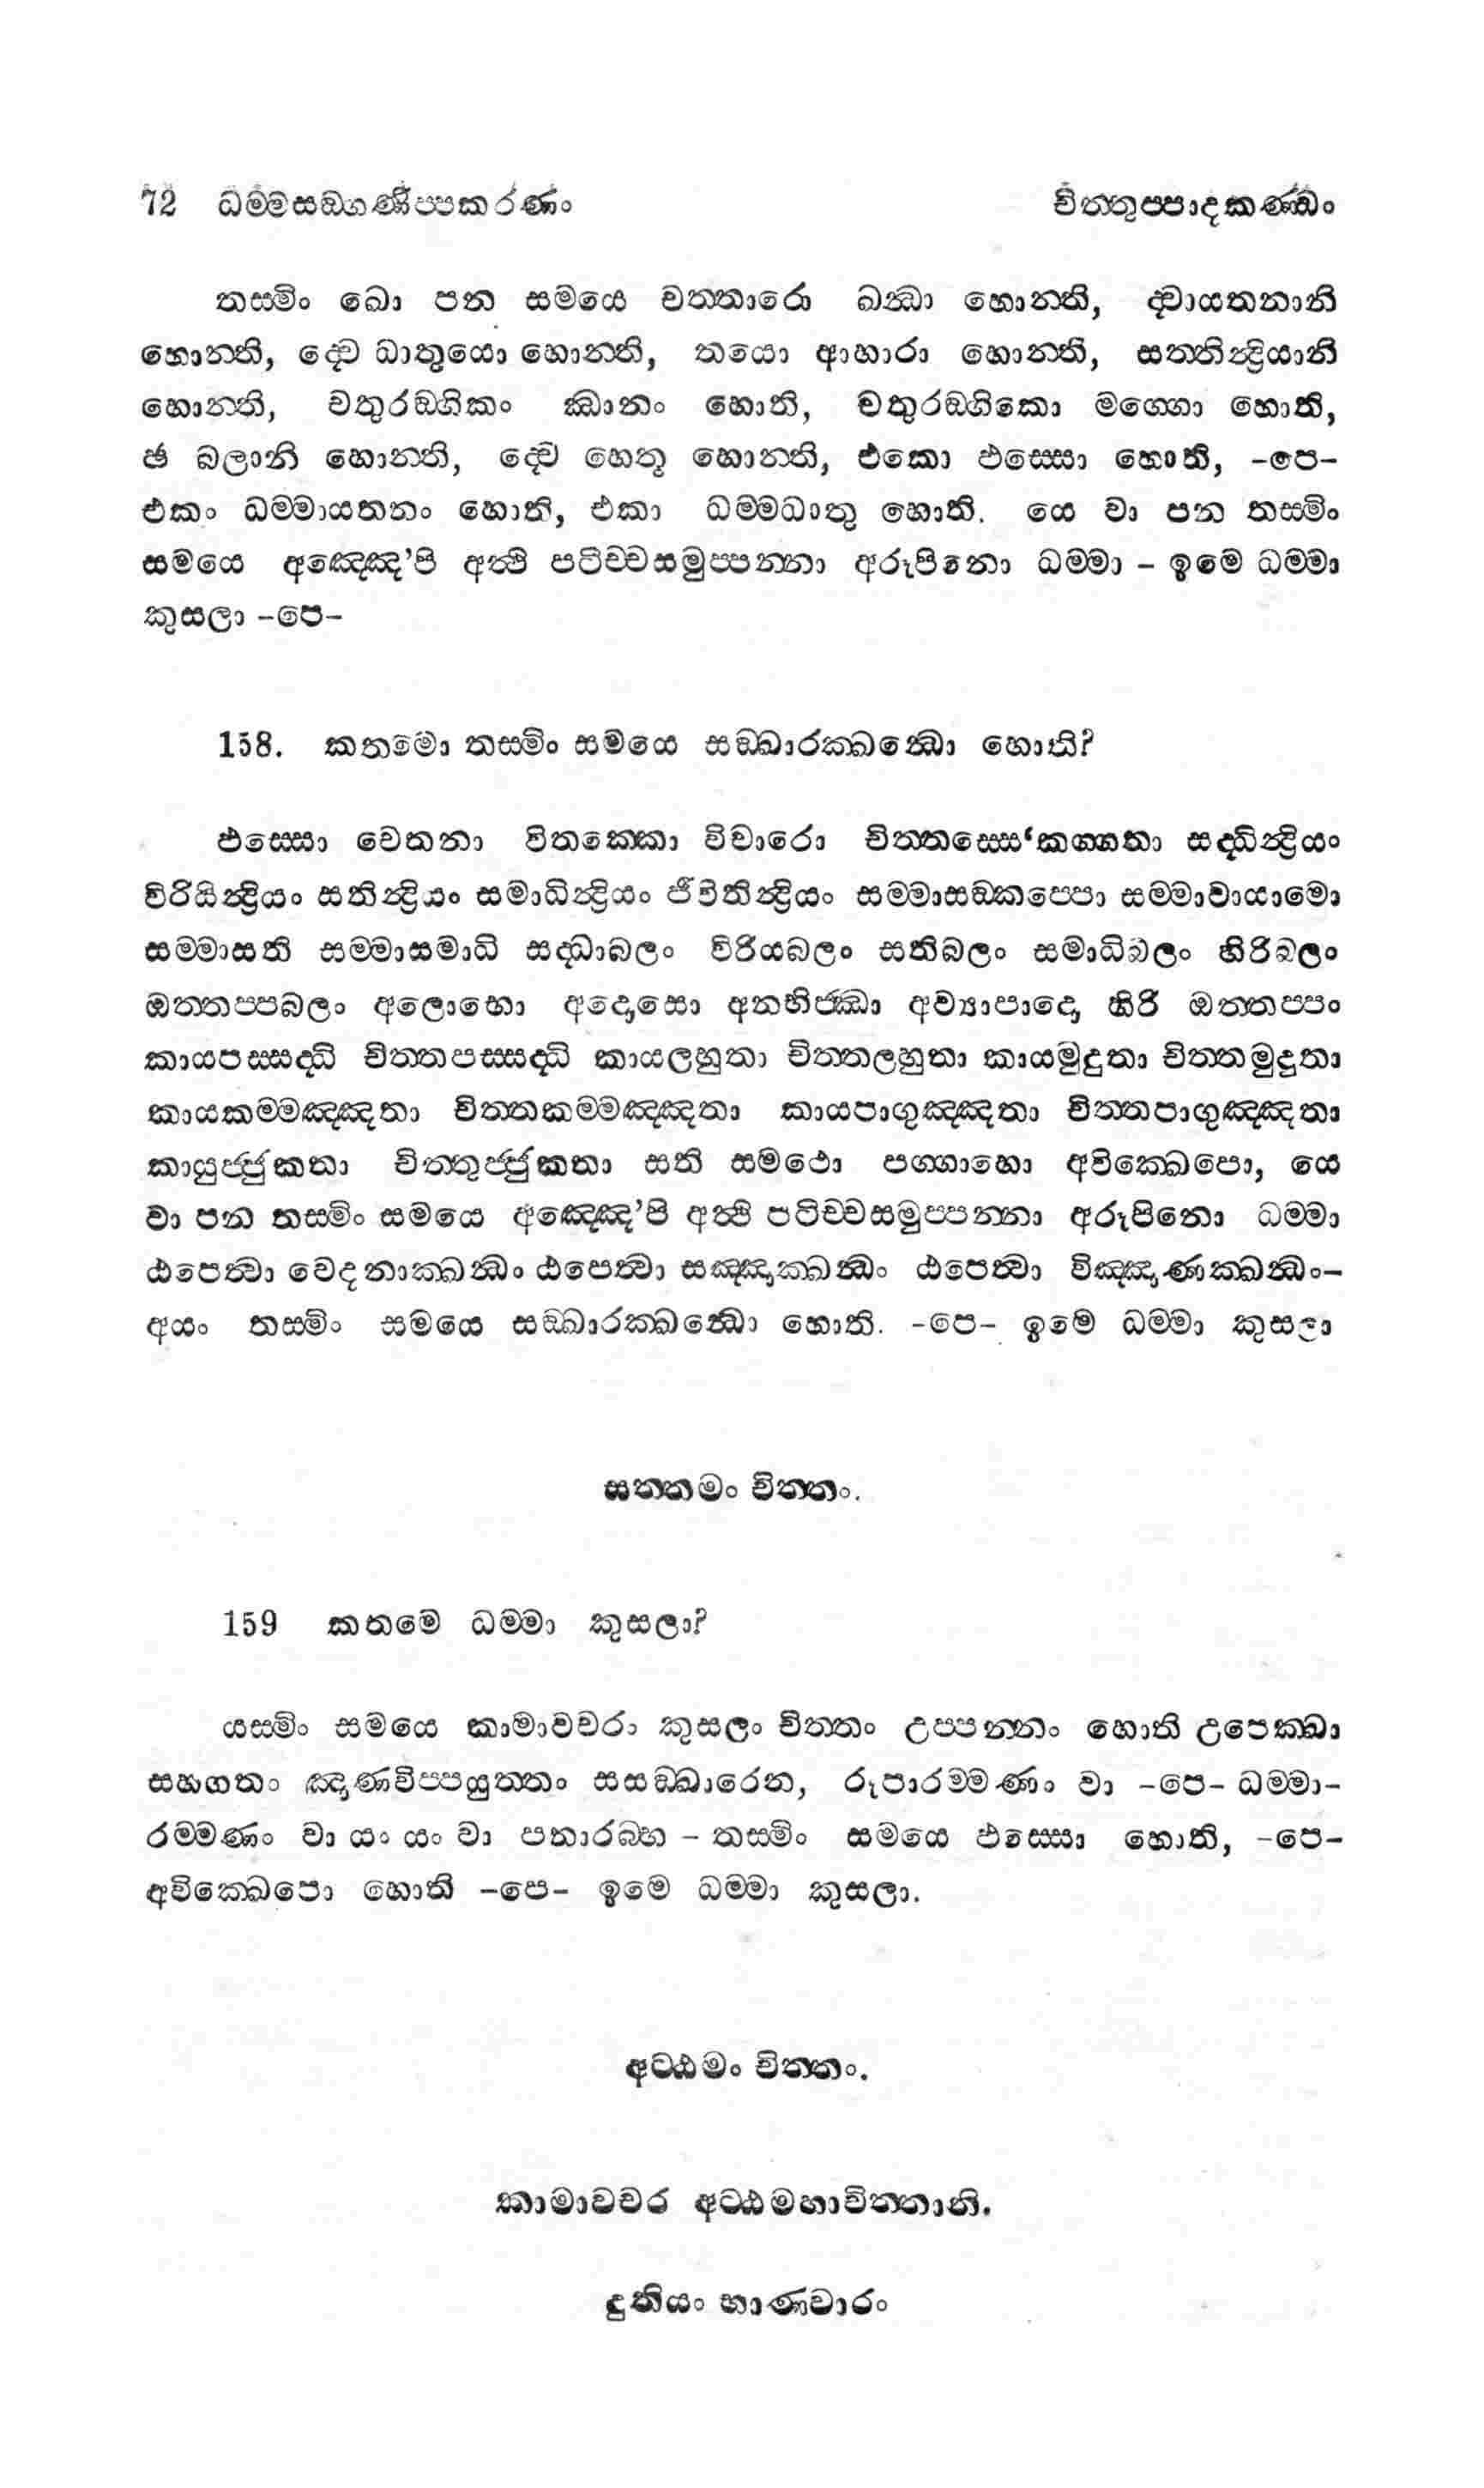 72 ධම්මසඞ්ගණිප්පකරණං චිත්තුප්පාදකණ්ඩං
තස්මිං ඛො පන සමයෙ චත්තාරො ඛන්ධා හොන්ති, ද්වායතනානි
හොන්ති, ද්වෙ ධාතුයො හොන්ති, තයො ආහාරා හොන්ති, සත්තින්ද්‍රියානි
හොන්ති, චතුරඞ්ගිකං ඣානං හොති, චතුරඞ්ගිකො මග්ගො හොති,
ඡ බලානි හොන්ති, ද්වෙ හෙතූ හොන්ති, එකො ඵස්සො හොති, -පෙ-
එකං ධම්මායතනං හොති, එකා ධම්මධාතු හොති. යෙ වා පන තස්මිං
සමයෙ අඤ්ඤෙ’පි අත්ථි පටිච්චසමුප්පන්නා අරූපිනො ධම්මා - ඉමෙ ධම්මා
කුසලා -පෙ-
158. කතමො තස්මිං සමයෙ සඞ්ඛාරක්ඛන්ධො හොති?
ඵස්සො චෙතනා විතක්කො විචාරො චිත්තස්සෙ‘කග්ගතා සද්ධින්ද්‍රියං
විරියින්ද්‍රියං සතින්ද්‍රියං සමාධින්ද්‍රියං ජීවිතින්ද්‍රියං සම්මාසඞ්කප්පො සම්මාවායාමො
සම්මාසති සම්මාසමාධි සද්ධාබලං විරියබලං සතිබලං සමාධිබලං හිරිබලං
ඔත්තප්පබලං අලොභො අදොසො අනභිජ්ඣා අව්‍යාපාදො හිරි ඔත්තප්පං
කායපස්සද්ධි චිත්තපස්සද්ධි කායලහුතා චිත්තලහුතා කායමුදුතා චිත්තමුදුතා
කායකම්මඤ්ඤතා චිත්තකම්මඤ්ඤතා කායපාගුඤ්ඤතා චිත්තපාගුඤ්ඤතා
කායුජ්ජුකතා චිත්තුජ්ජුකතා සති සමථො පග්ගාහො අවික්ඛෙපො, යෙ
වා පන තස්මිං සමයෙ අඤ්ඤෙ’පි අත්ථි පටිච්චසමුප්පන්නා අරූපිනො ධම්මා
ඨපෙත්වා වෙදනාක්ඛන්ධං ඨපෙත්වා සඤ්ඤාක්ඛන්ධං ඨපෙත්වා විඤ්ඤාණක්ඛන්ධං-
අයං තස්මිං සමයෙ සඞ්ඛාරක්ඛන්ධො හොති. -පෙ- ඉමෙ ධම්මා කුසලා
සත්තමං චිත්තං.
159 කතමෙ ධම්මා කුසලා?
යස්මිං සමයෙ කාමාවචරං කුසලං චිත්තං උප්පන්නං හොති උපෙක්ඛා
සහගතං ඤාණවිප්පයුත්තං සසඞ්ඛාරෙන, රූපාරම්මණං වා -පෙ- ධම්මා-
රම්මණං වා යං යං වා පනාරබ්භ - තස්මිං සමයෙ ඵස්සො හොති, -පෙ-
අවික්ඛෙපො හොති -පෙ- ඉමෙ ධම්මා කුසලා.
අට්ඨමං චිත්තං.
කාමාවචර අට්ඨමහාචිත්තානි.
දුතියං භාණවාරං